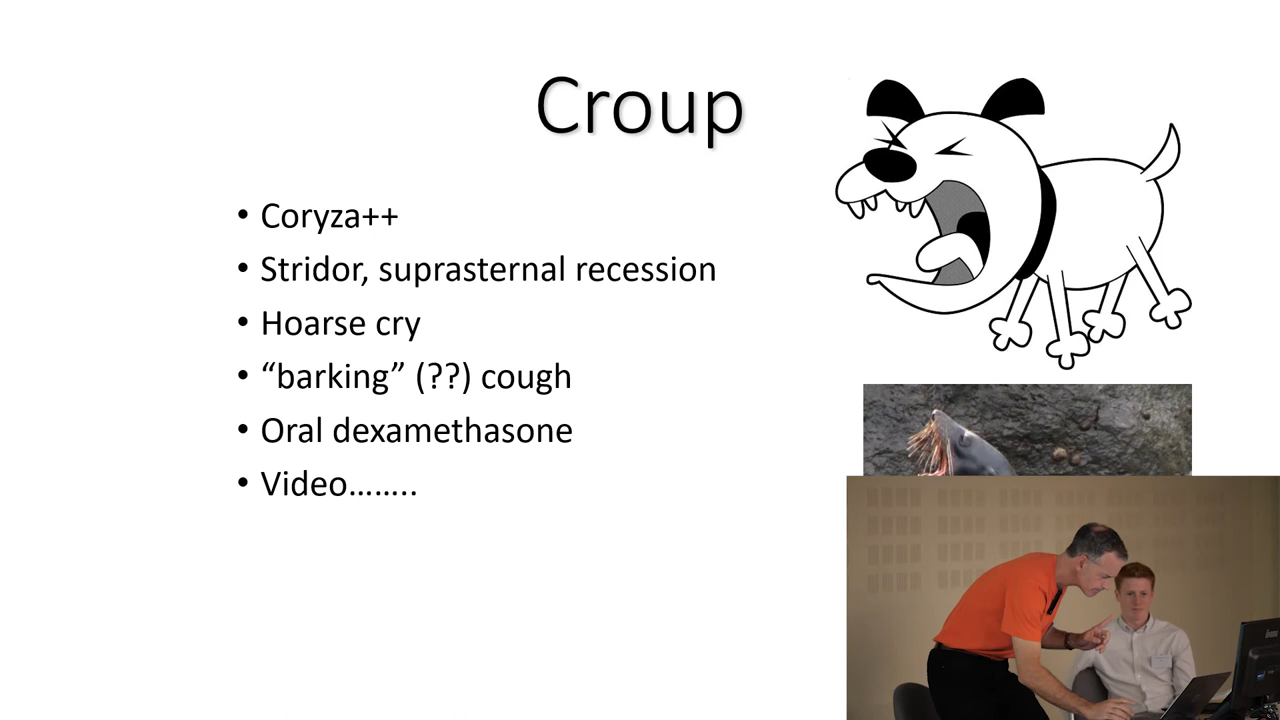 Croup
• Coryza++
• Stridor, suprasternal recession
• Hoarse cry
• “barking” (??) cough
• Oral dexamethasone
• Video……..